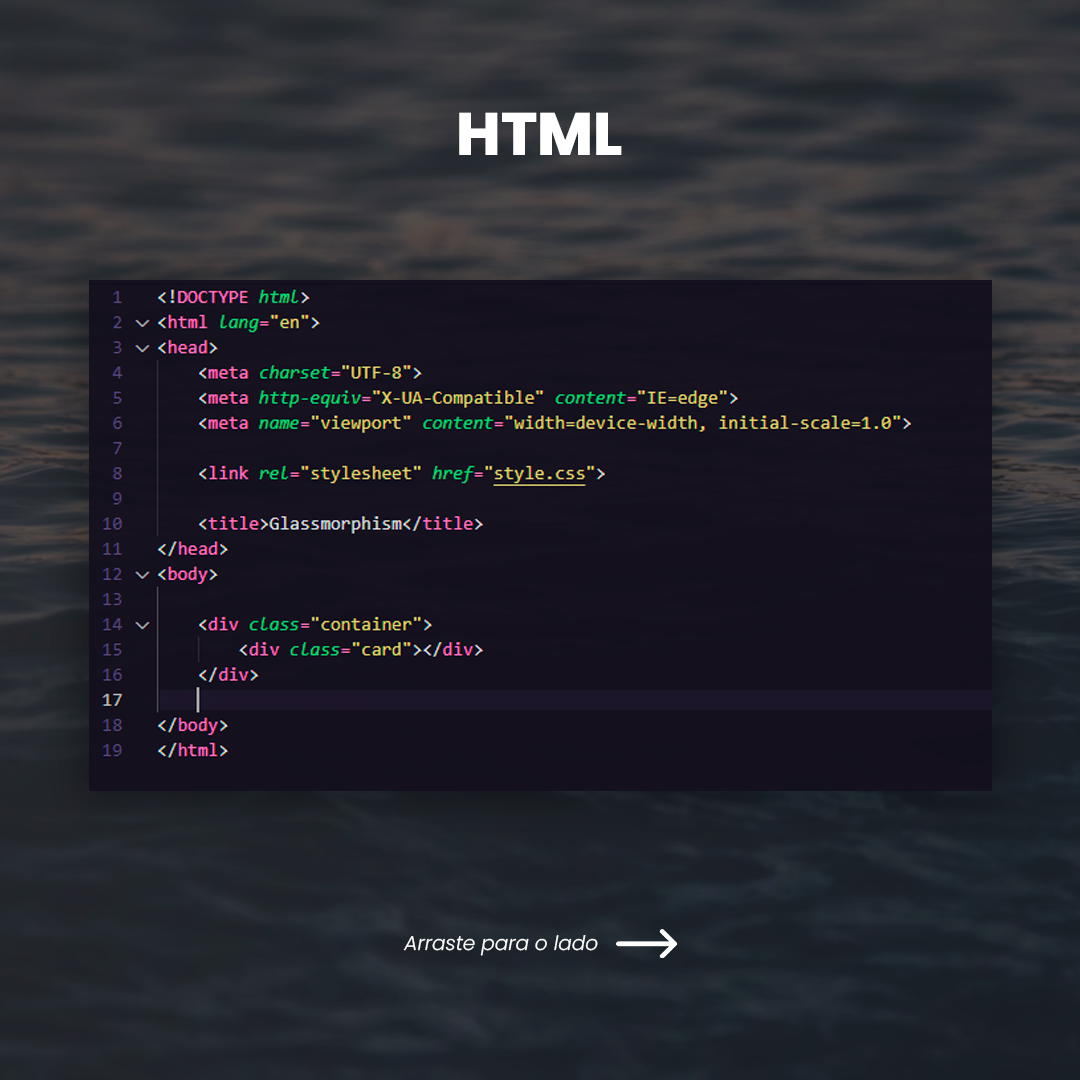 HTML
1 <!DOCTYPE html>
2 <html lang="en">
3 <head>
4 <meta charset="UTF-8">
5 <meta http-equiv="X-UA-Compatible" content="IE=edge">
6 <meta name="viewport" content="width=device-width, initial-scale=1.0">
7
8 <link rel="stylesheet" href="style.css">
9
10 <title>Glassmorphism</title>
11 </head>
12 <body>
13
14 <div class="container">
15 <div class="card"></div>
16 </div>
17
18 </body>
19 </html>
Arraste para o lado